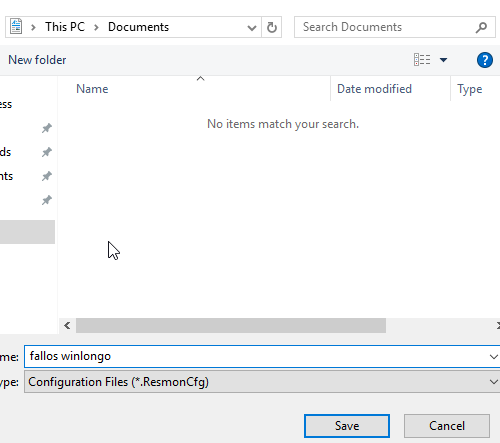 This PC > Documents
Search Documents
New folder
?
Name
Date modified
Type
ess
No items match your search.
ds
nts
me: fallos winlongo
ype: Configuration Files (*.ResmonCfg)
Save
Cancel